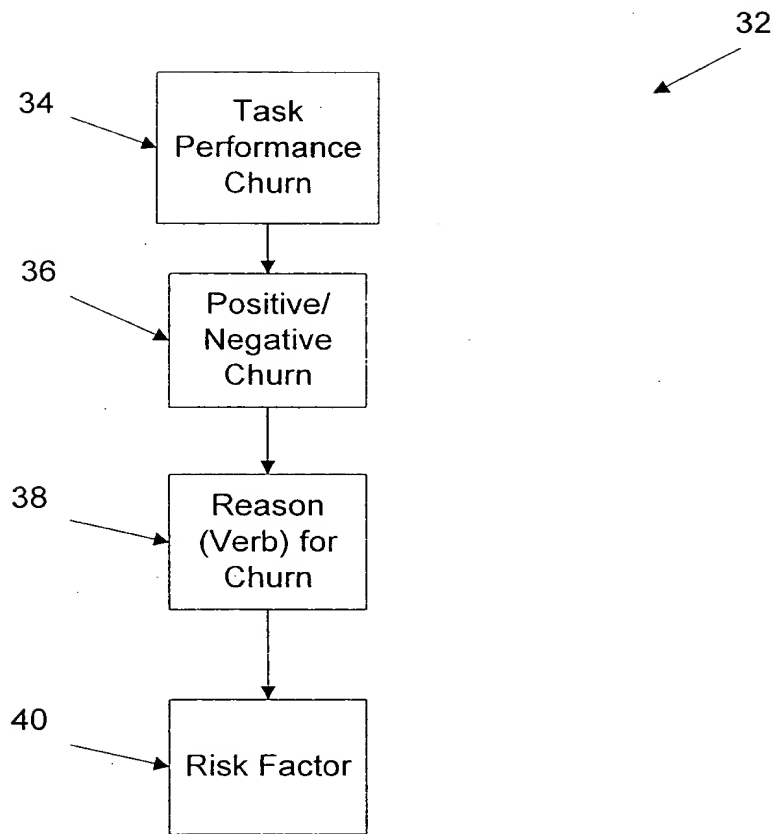 32
34
Task
Performance
Churn
36
Positive/
Negative
Churn
38
Reason
(Verb) for
Churn
40
Risk Factor